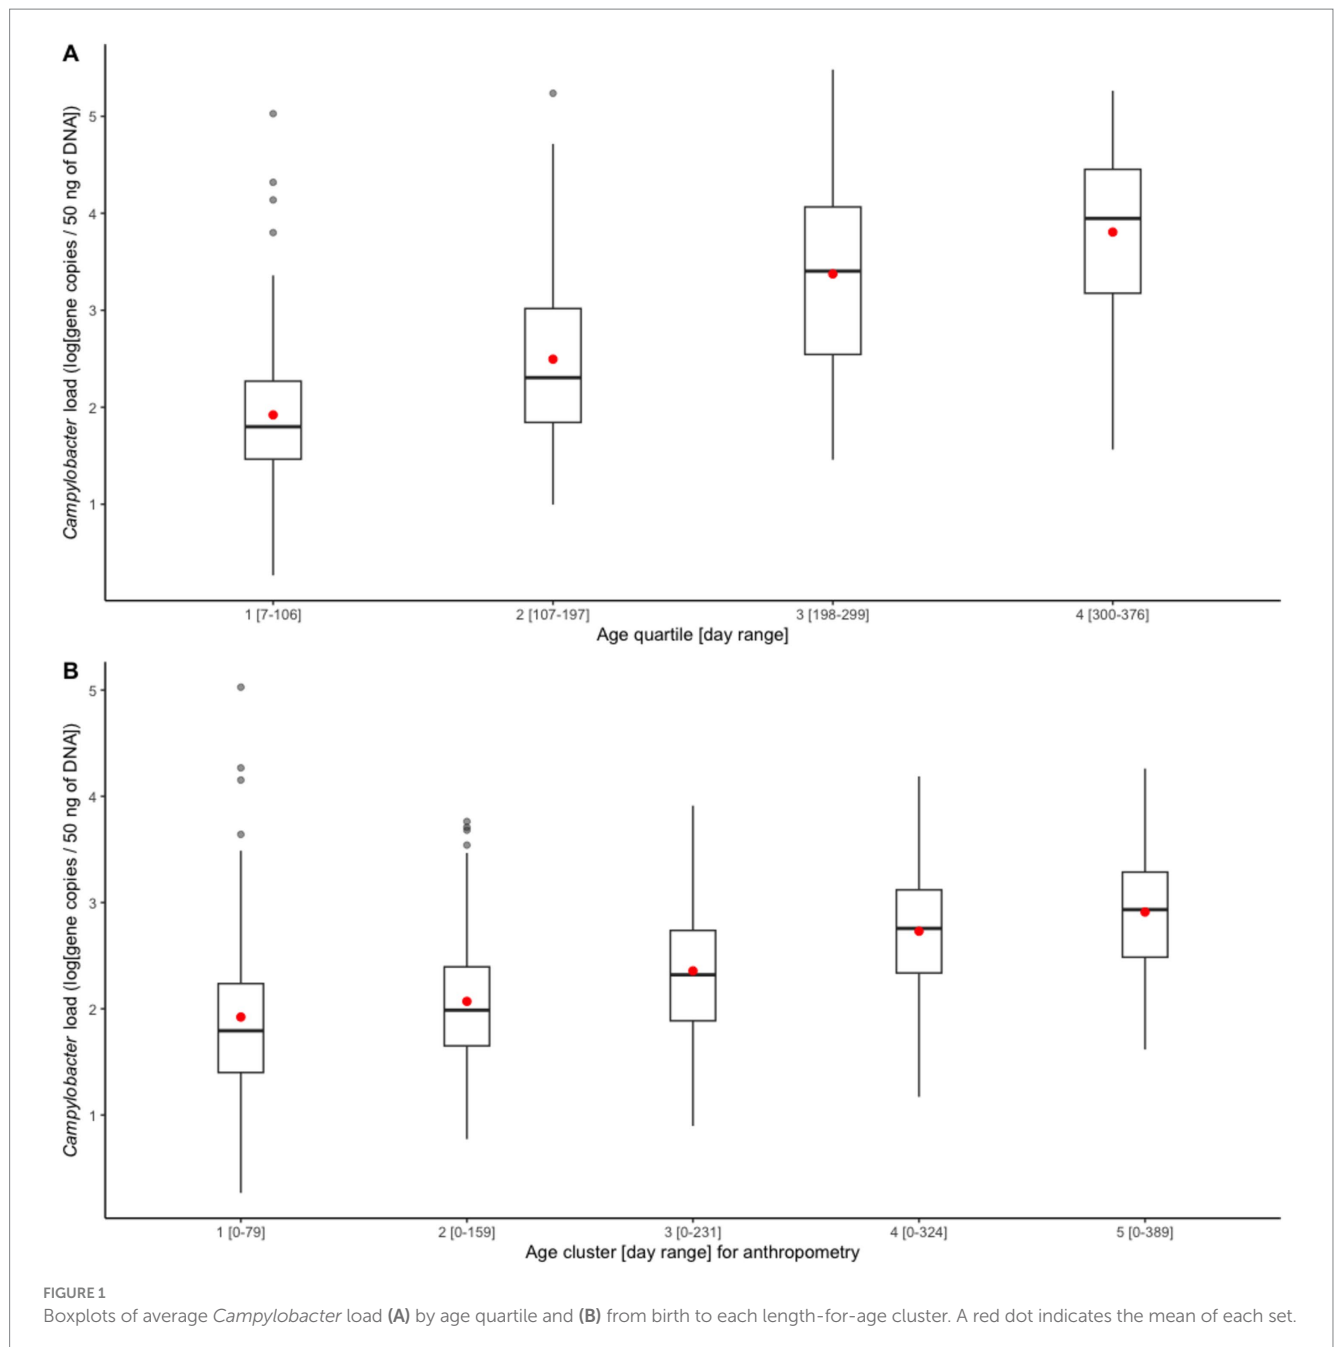 A
Campylobacter load (log[gene copies / 50 ng of DNA])
5
4
3
2
1
1 [7-106]
2 [107-197]
3 [198-299]
4 [300-376]
Age quartile [day range]
B
Campylobacter load (log[gene copies / 50 ng of DNA])
5
4
3
2
1
1 [0-79]
2 [0-159]
3 [0-231]
4 [0-324]
5 [0-389]
Age cluster [day range] for anthropometry
FIGURE 1
Boxplots of average Campylobacter load (A) by age quartile and (B) from birth to each length-for-age cluster. A red dot indicates the mean of each set.